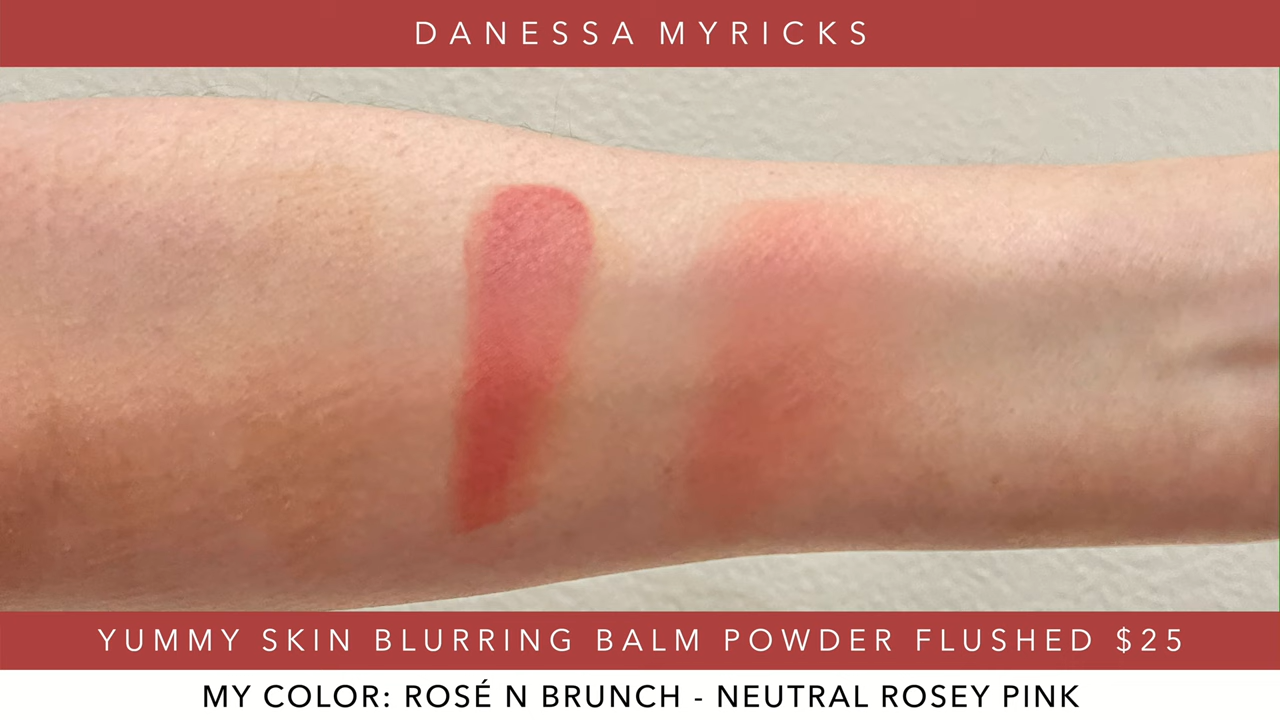 DANESSA MYRICKS
YUMMY SKIN BLURRING BALM POWDER FLUSHED $25
MY COLOR: ROSÉ N BRUNCH - NEUTRAL ROSEY PINK